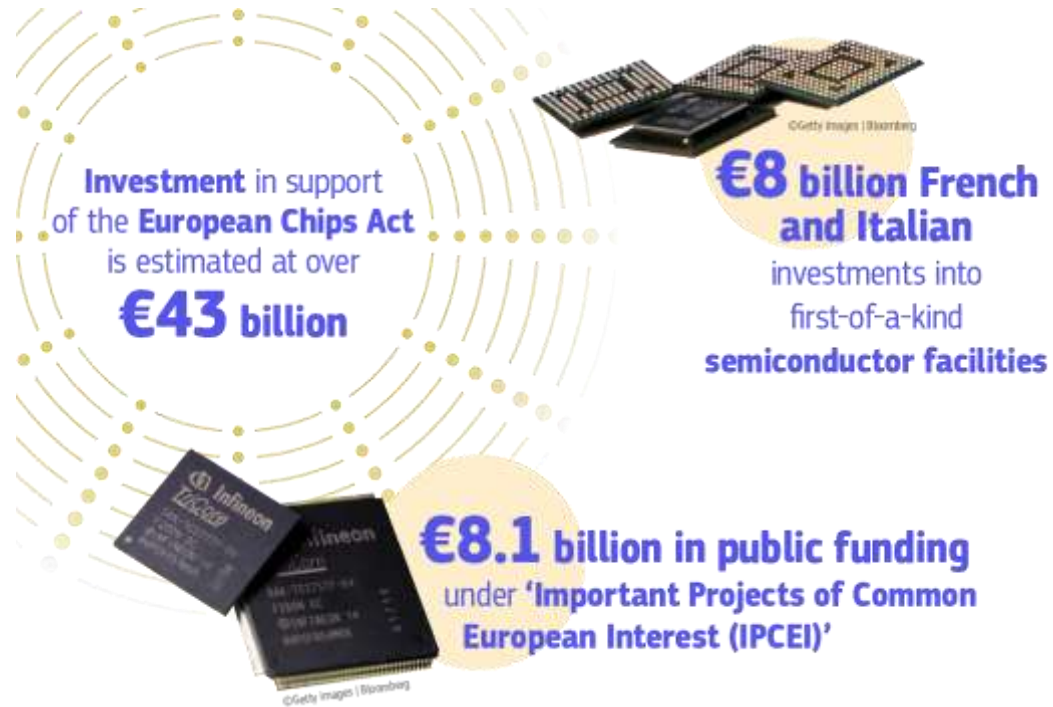 Investment in support
of the European Chips Act
is estimated at over
€43 billion
©Getty images | Bloomberg
€8 billion French
and Italian
investments into
first-of-a-kind
semiconductor facilities
Infineon
TriCore
Infineon
€8.1 billion in public funding
under ‘Important Projects of Common
European Interest (IPCEI)’
©Getty images | Bloomberg